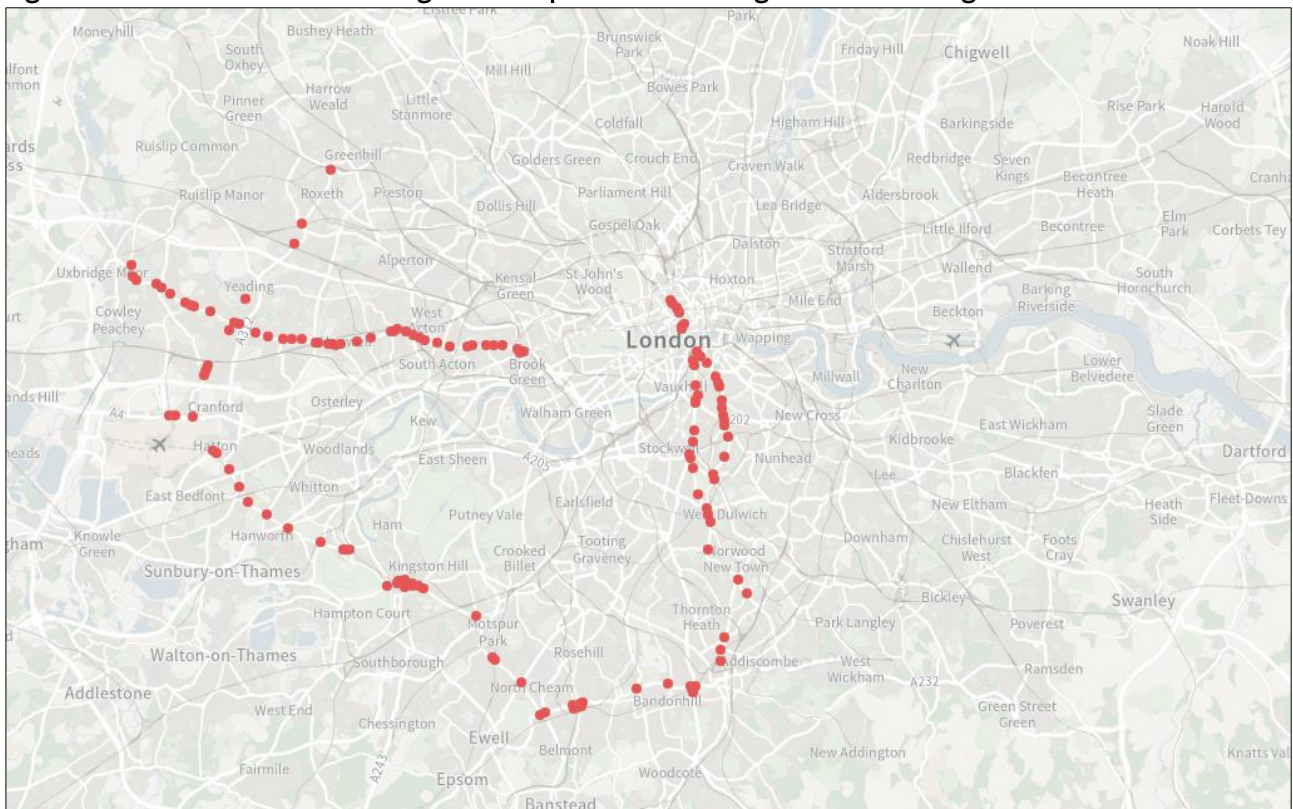 Elstree Park
Park
Moneyhill
Bushey Heath
Brunswick
Park
Friday Hill
Chigwell
Noak Hill
South
Oxhey
Mill Hill
Bowes Park
Harrow
Weald
Little
Stanmore
Pinner
Green
Rise Park
Harold
Wood
Coldfall
Higham Hill
Barkingside
Ruislip Common
Greenhill
Golders Green
Crouch End
Craven Walk
Redbridge
Seven
Kings
Becontree
Heath
Ruislip Manor
Roxeth
Preston
Parliament Hill
Aldersbrook
Dollis Hill
Lea Bridge
Elm
Park
Gospel Oak
Little Ilford
Becontree
Corbets Tey
Dalston
Stratford
Marsh
Alperton
Wallend
Uxbridge Moor
Kensal
Green
St John's
Wood
Hoxton
South
Hornchurch
Yeading
Mile End
Barking
Riverside
Cowley
Peachey
West
Acton
Beckton
London
Wapping
South Acton
Brook
Green
Lower
Belvedere
Millwall
New
Charlton
Vauxhall
A4
Cranford
Osterley
Walham Green
New Cross
Slade
Green
Kew
East Wickham
Kidbrooke
Hatton
Woodlands
East Sheen
A205
Stockwell
Nunhead
Dartford
Lee
Blackfen
Whitton
East Bedfont
Earlsfield
New Eltham
Heath
Side
Fleet-Downs
Putney Vale
West Dulwich
Ham
Knowle
Green
Hanworth
Downham
Chislehurst
West
Foots
Cray
Crooked
Billet
Tooting
Graveney
Norwood
New Town
Sunbury-on-Thames
Kingston Hill
Bickley
Swanley
Hampton Court
Thornton
Heath
Motspur
Park
Park Langley
Poverest
Walton-on-Thames
Southborough
Rosehill
Addiscombe
West
Wickham
A232
Ramsden
Addlestone
North Cheam
Bandonhill
West End
Chessington
Green Street
Green
Ewell
Belmont
New Addington
Fairmile
A243
Epsom
Woodcote
Banstead